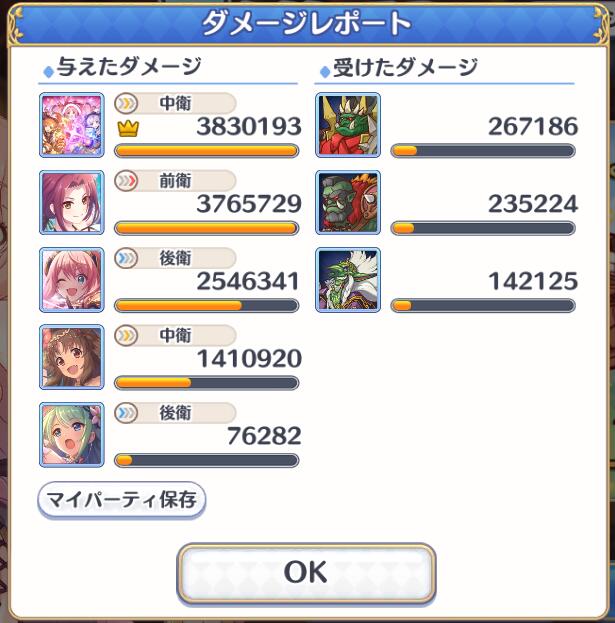 ダメージレポート
与えたダメージ
受けたダメージ
中衛
3830193
267186
前衛
3765729
235224
後衛
2546341
142125
中衛
1410920
後衛
76282
マイパーティ保存
OK